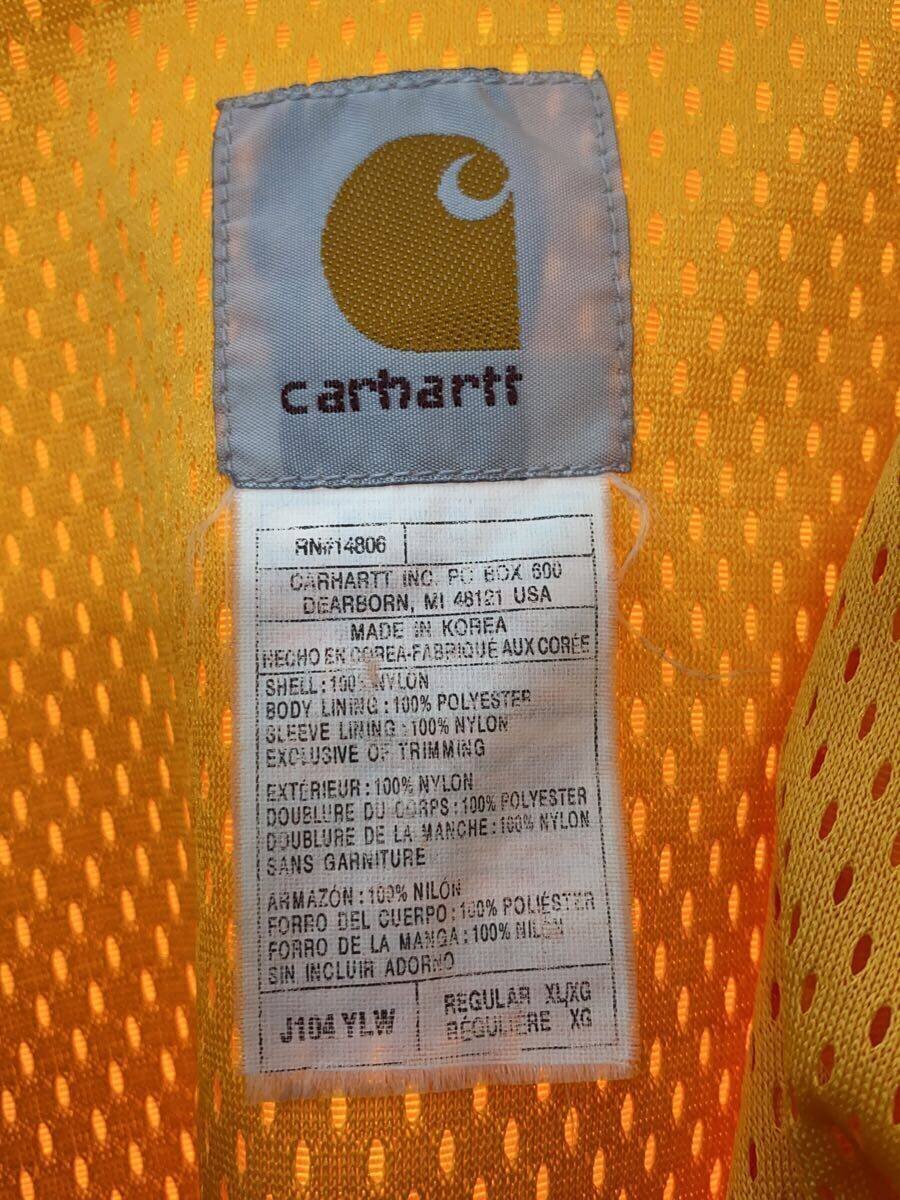 carhartt
RN#14806
CARHARTT INC. PO BOX 600
DEARBORN, MI 48121 USA
MADE IN KOREA
HECHO EN COREA-FABRIQUÉ AUX CORÉE
SHELL: 100% NYLON
BODY LINING: 100% POLYESTER
SLEEVE LINING: 100% NYLON
EXCLUSIVE OF TRIMMING
EXTÉRIEUR: 100% NYLON
DOUBLURE DU CORPS: 100% POLYESTER
DOUBLURE DE LA MANCHE: 100% NYLON
SANS GARNITURE
ARMAZÓN: 100% NILÓN
FORRO DEL CUERPO: 100% POLIÉSTER
FORRO DE LA MANGA: 100% NILÓN
SIN INCLUIR ADORNO
J104 YLW
REGULAR XL/XG
RÉGULIÈRE XG